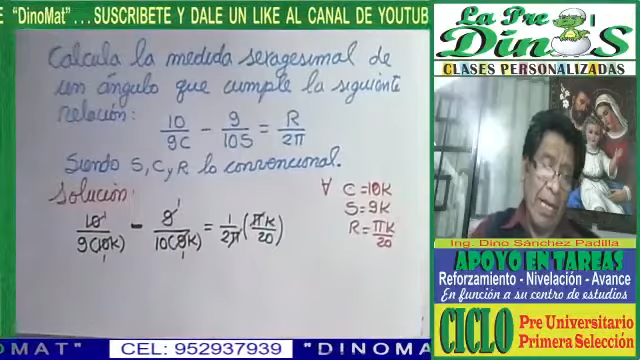 E "DinoMat" ...SUSCRIBETE Y DALE UN LIKE AL CANAL DE YOUTUB
La Pre
DinoS
CLASES PERSONALIZADAS
Calcula la medida sexagesimal de
un ángulo que cumple la siguiente
relación:
10/9C - 9/10S = R/2π
Siendo S, C, R lo convencional.
Solución:
∀ C = 10K
S = 9K
R = πK/20
10/9(10K) - 9/10(9K) = 1/2π (πK/20)
Ing. Dino Sánchez Padilla
APOYO EN TAREAS
Reforzamiento - Nivelación - Avance
En función a su centro de estudios
CICLO Pre Universitario
Primera Selección
MAT" CEL: 952937939 "DINOMA